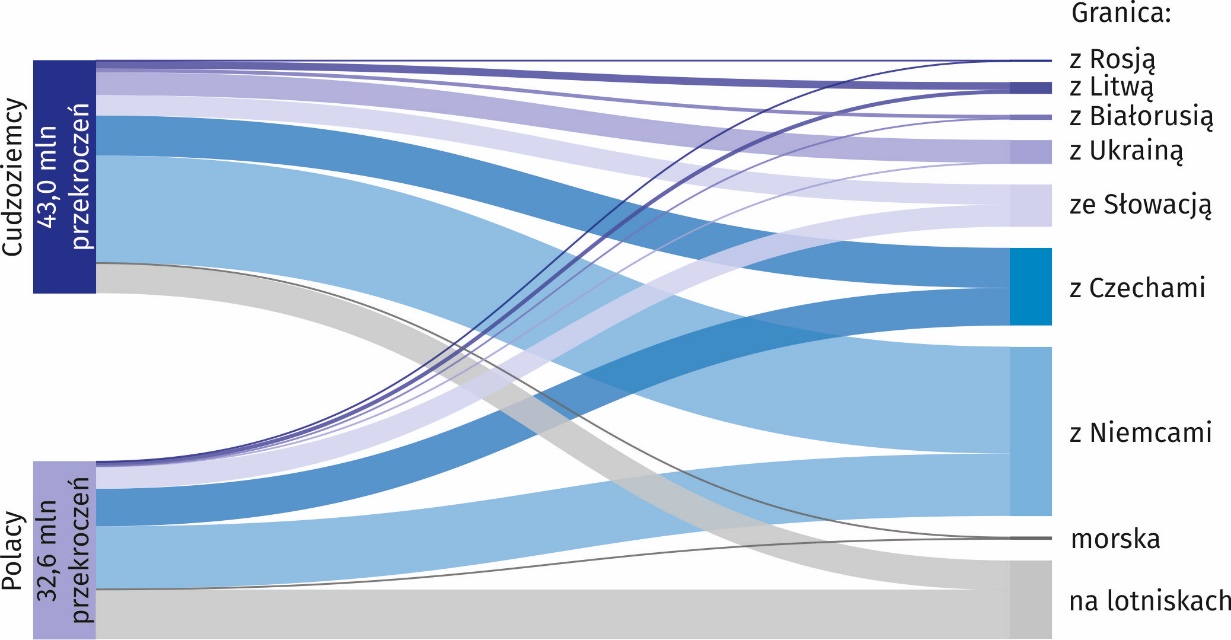 Granica:
z Rosją
z Litwą
z Białorusią
z Ukrainą
ze Słowacją
z Czechami
z Niemcami
morska
na lotniskach
Cudzoziemcy
43,0 mln
przekroczeń
Polacy
32,6 mln
przekroczeń